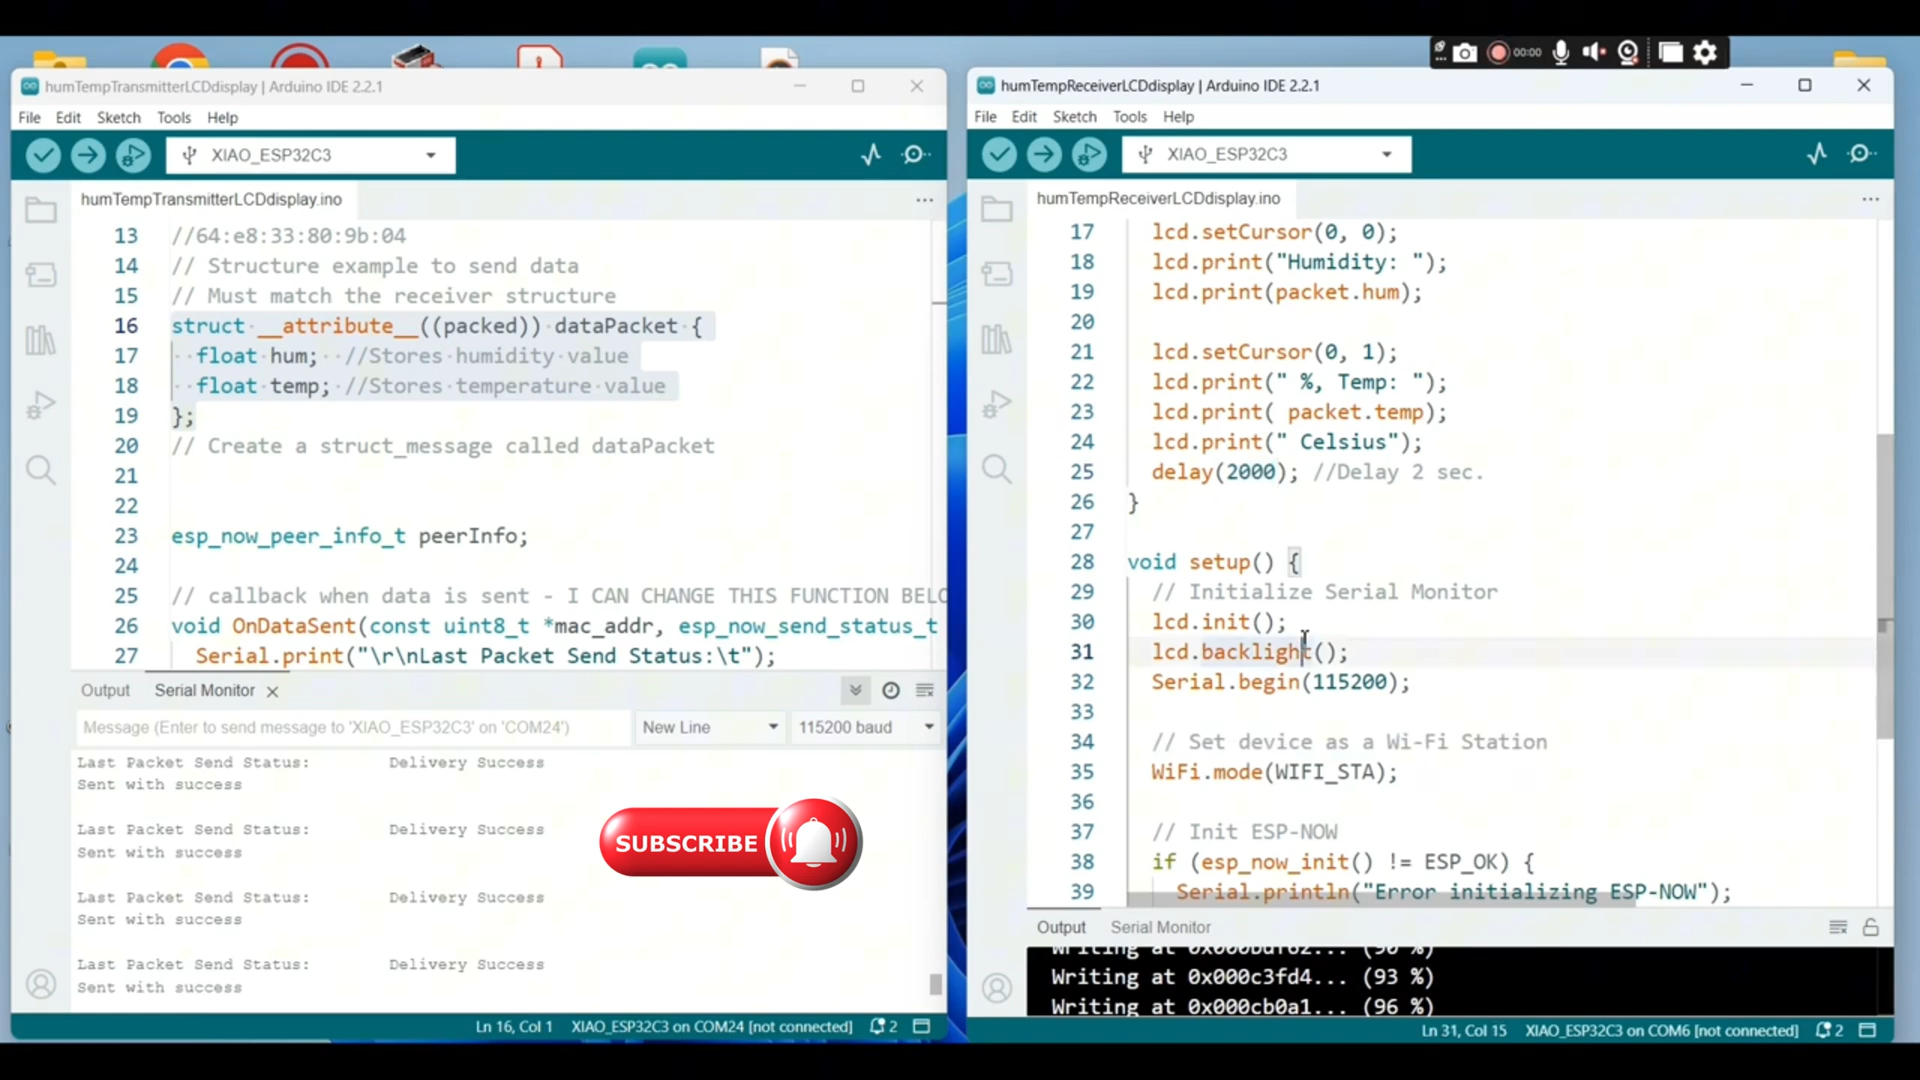 00:00
humTempTransmitterLCDdisplay | Arduino IDE 2.2.1
File Edit Sketch Tools Help
XIAO_ESP32C3
humTempTransmitterLCDdisplay.ino
13 //64:e8:33:80:9b:04
14 // Structure example to send data
15 // Must match the receiver structure
16 struct __attribute__((packed)) dataPacket {
17 float hum; //Stores humidity value
18 float temp; //Stores temperature value
19 };
20 // Create a struct_message called dataPacket
21
22
23 esp_now_peer_info_t peerInfo;
24
25 // callback when data is sent - I CAN CHANGE THIS FUNCTION BELO
26 void OnDataSent(const uint8_t *mac_addr, esp_now_send_status_t
27 Serial.print("\r\nLast Packet Send Status:\t");
Output Serial Monitor
Message (Enter to send message to 'XIAO_ESP32C3' on 'COM24')
New Line
115200 baud
Last Packet Send Status: Delivery Success
Sent with success
Last Packet Send Status: Delivery Success
Sent with success
Last Packet Send Status: Delivery Success
Sent with success
Last Packet Send Status: Delivery Success
Sent with success
SUBSCRIBE
Ln 16, Col 1 XIAO_ESP32C3 on COM24 [not connected] 2
humTempReceiverLCDdisplay | Arduino IDE 2.2.1
File Edit Sketch Tools Help
XIAO_ESP32C3
humTempReceiverLCDdisplay.ino
17 lcd.setCursor(0, 0);
18 lcd.print("Humidity: ");
19 lcd.print(packet.hum);
20
21 lcd.setCursor(0, 1);
22 lcd.print(" %, Temp: ");
23 lcd.print( packet.temp);
24 lcd.print(" Celsius");
25 delay(2000); //Delay 2 sec.
26 }
27
28 void setup() {
29 // Initialize Serial Monitor
30 lcd.init();
31 lcd.backlight();
32 Serial.begin(115200);
33
34 // Set device as a Wi-Fi Station
35 WiFi.mode(WIFI_STA);
36
37 // Init ESP-NOW
38 if (esp_now_init() != ESP_OK) {
39 Serial.println("Error initializing ESP-NOW");
Output Serial Monitor
Writing at 0x000bdf62... (90 %)
Writing at 0x000c3fd4... (93 %)
Writing at 0x000cb0a1... (96 %)
Ln 31, Col 15 XIAO_ESP32C3 on COM6 [not connected] 2